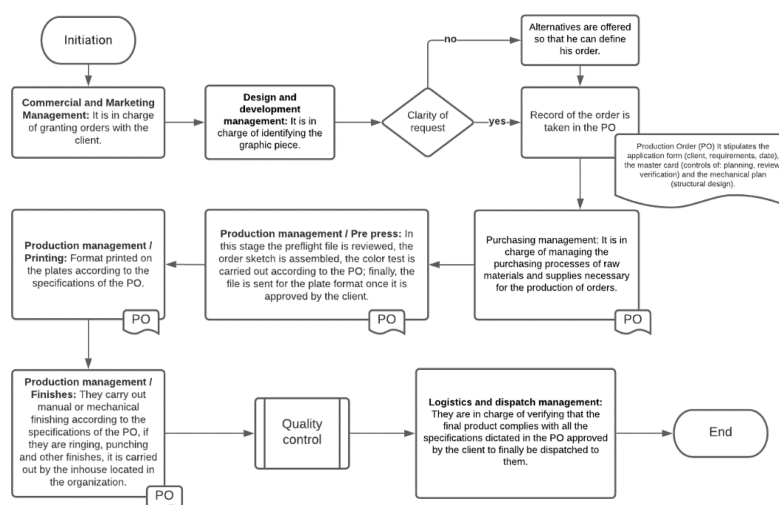 Initiation
Commercial and Marketing
Management: It is in charge
of granting orders with the
client.
Design and
development
management: It is in
charge of identifying the
graphic piece.
Clarity of
request
no
yes
Alternatives are offered
so that he can define
his order.
Record of the order is
taken in the PO
Production Order (PO) It stipulates the
application form (client, requirements, date),
the master card (controls of: planning, review,
verification) and the mechanical plan
(structural design).
Purchasing management: It is in
charge of managing the
purchasing processes of raw
materials and supplies necessary
for the production of orders.
PO
Production management / Pre press: In
this stage the preflight file is reviewed, the
order sketch is assembled, the color test is
carried out according to the PO; finally, the
file is sent for the plate format once it is
approved by the client.
PO
Production management /
Printing: Format printed on
the plates according to the
specifications of the PO.
PO
Production management /
Finishes: They carry out
manual or mechanical
finishing according to the
specifications of the PO, if
they are ringing, punching
and other finishes, it is carried
out by the inhouse located in
the organization.
PO
Quality
control
Logistics and dispatch management:
They are in charge of verifying that the
final product complies with all the
specifications dictated in the PO approved
by the client to finally be dispatched to
them.
End